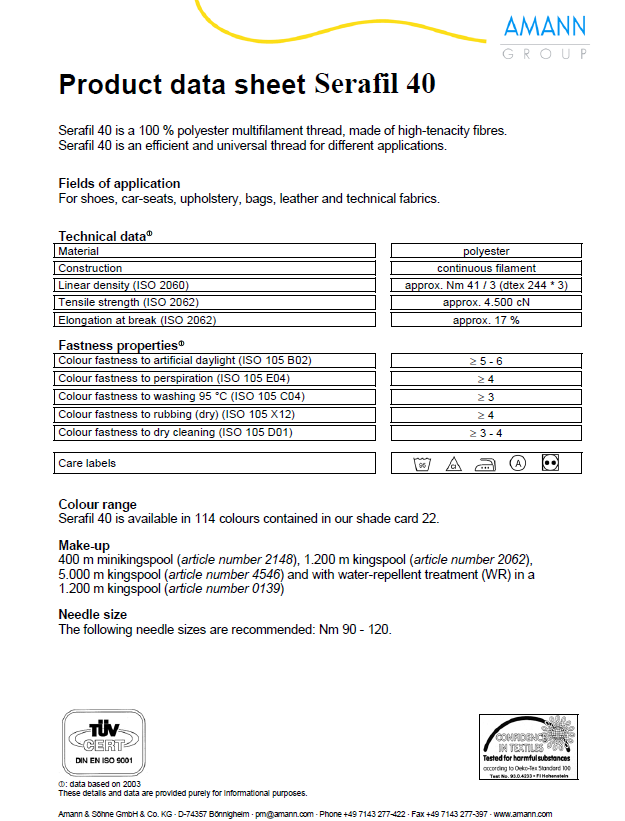 AMANN
GROUP
Product data sheet Serafil 40
Serafil 40 is a 100 % polyester multifilament thread, made of high-tenacity fibres.
Serafil 40 is an efficient and universal thread for different applications.
Fields of application
For shoes, car-seats, upholstery, bags, leather and technical fabrics.
Technical data①
Material polyester
Construction continuous filament
Linear density (ISO 2060) approx. Nm 41 / 3 (dtex 244 * 3)
Tensile strength (ISO 2062) approx. 4.500 cN
Elongation at break (ISO 2062) approx. 17 %
Fastness properties①
Colour fastness to artificial daylight (ISO 105 B02) ≥ 5 - 6
Colour fastness to perspiration (ISO 105 E04) ≥ 4
Colour fastness to washing 95 °C (ISO 105 C04) ≥ 3
Colour fastness to rubbing (dry) (ISO 105 X12) ≥ 4
Colour fastness to dry cleaning (ISO 105 D01) ≥ 3 - 4
Care labels 95 Cl A
Colour range
Serafil 40 is available in 114 colours contained in our shade card 22.
Make-up
400 m minikingspool (article number 2148), 1.200 m kingspool (article number 2062),
5.000 m kingspool (article number 4546) and with water-repellent treatment (WR) in a
1.200 m kingspool (article number 0139)
Needle size
The following needle sizes are recommended: Nm 90 - 120.
TÜV
CERT
DIN EN ISO 9001
CONFIDENCE
IN TEXTILES
Tested for harmful substances
according to Oeko-Tex Standard 100
Test No. 93.0.4233 • FI Hohenstein
①: data based on 2003
These details and data are provided purely for informational purposes.
Amann & Söhne GmbH & Co. KG · D-74357 Bönnigheim · pm@amann.com · Phone +49 7143 277-422 · Fax +49 7143 277-397 · www.amann.com